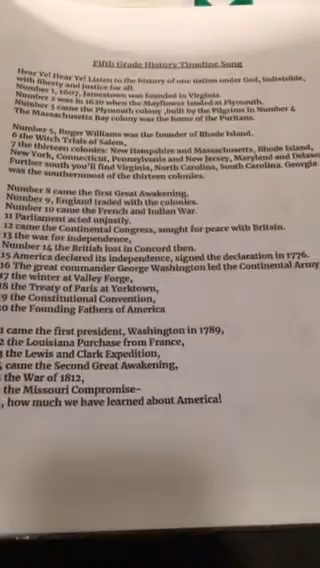 Fifth Grade History Timeline Song
Hear Ye! Hear Ye! Listen to the history of one nation under God, indivisible,
with liberty and justice for all.
Number 1, 1607, Jamestown was founded in Virginia.
Number 2 was in 1620 when the Mayflower landed at Plymouth.
Number 3 came the Plymouth colony ,built by the Pilgrims in Number 4
The Massachusetts Bay colony was the home of the Puritans.
Number 5, Roger Williams was the founder of Rhode Island.
6 the Witch Trials of Salem,
7 the thirteen colonies: New Hampshire and Massachusetts, Rhode Island,
New York, Connecticut, Pennsylvania and New Jersey, Maryland and Delawa
Further south you'll find Virginia, North Carolina, South Carolina. Georgia
was the southernmost of the thirteen colonies.
Number 8 came the first Great Awakening.
Number 9, England traded with the colonies.
Number 10 came the French and Indian War.
11 Parliament acted unjustly.
12 came the Continental Congress, sought for peace with Britain.
13 the war for independence,
Number 14 the British lost in Concord then.
15 America declared its independence, signed the declaration in 1776.
16 The great commander George Washington led the Continental Army
17 the winter at Valley Forge,
18 the Treaty of Paris at Yorktown,
9 the Constitutional Convention,
0 the Founding Fathers of America
1 came the first president, Washington in 1789,
2 the Louisiana Purchase from France,
the Lewis and Clark Expedition,
came the Second Great Awakening,
the War of 1812,
the Missouri Compromise-
, how much we have learned about America!